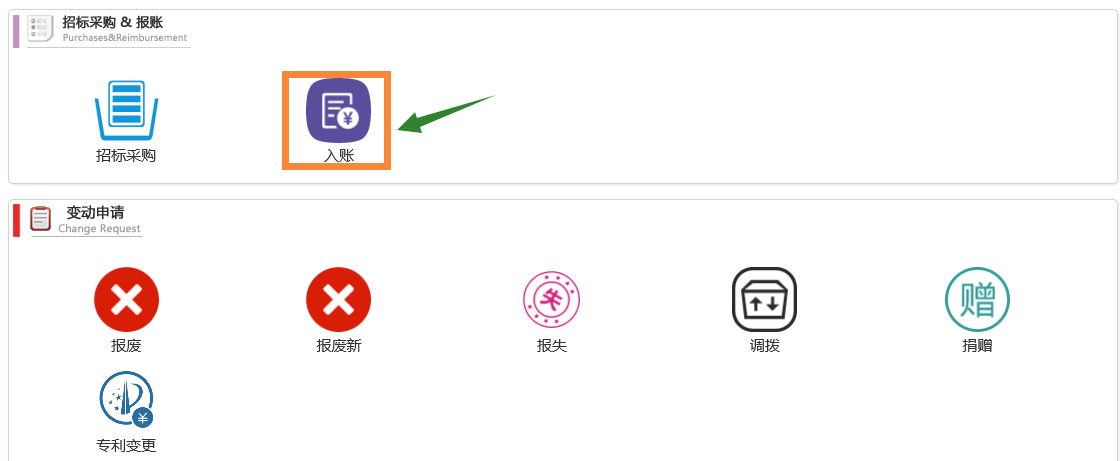 招标采购 & 报账
Purchases&Reimbursement
招标采购
入账
变动申请
Change Request
报废
报废新
报失
调拨
赠
捐赠
专利变更